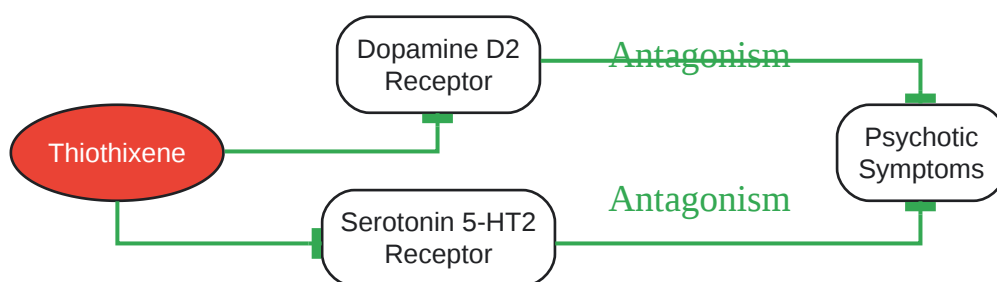 Dopamine D2
Receptor
Antagonism
Thiothixene
Psychotic
Symptoms
Antagonism
Serotonin 5-HT2
Receptor